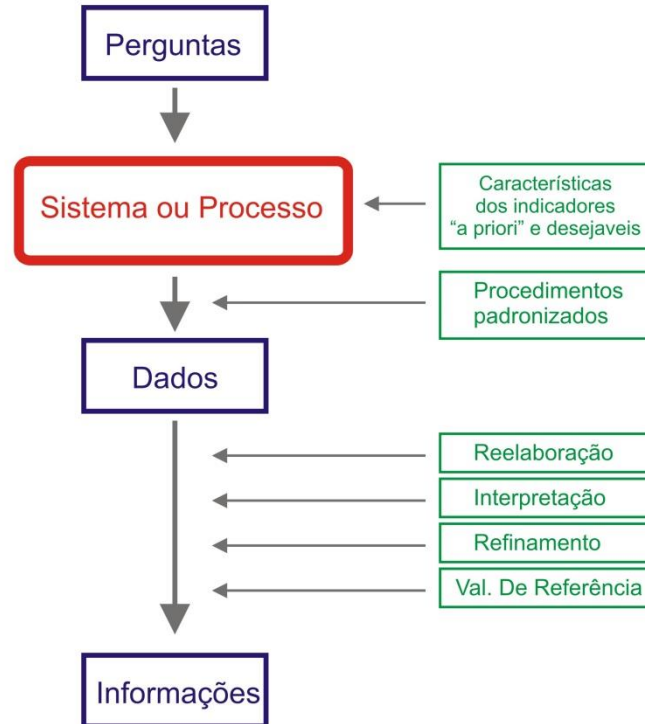 Perguntas
Sistema ou Processo
Características
dos indicadores
“a priori” e desejaveis
Procedimentos
padronizados
Dados
Reelaboração
Interpretação
Refinamento
Val. De Referência
Informações